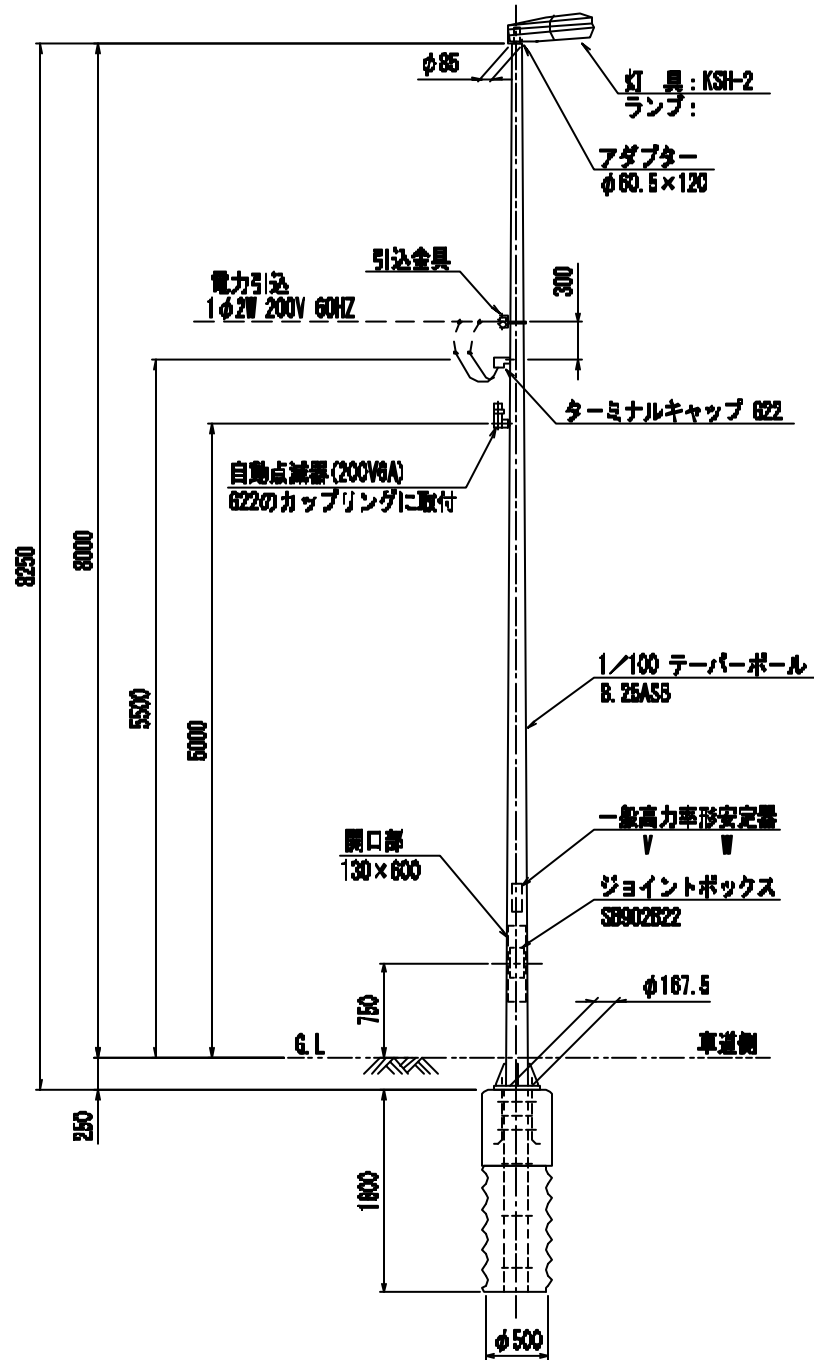 φ85
灯 具 : KSH-2
ランプ :
アダプター
φ60.5×120
引込金具
電力引込
1φ2W 200V 60HZ
300
ターミナルキャップ G22
自動点滅器(200V6A)
G22のカップリングに取付
8250
8000
5500
5000
1/100 テーパーポール
8.25AS8
一般高力率形安定器
V W
開口部
130×600
ジョイントボックス
SB902B22
φ167.5
750
G.L
車道側
250
1800
φ500